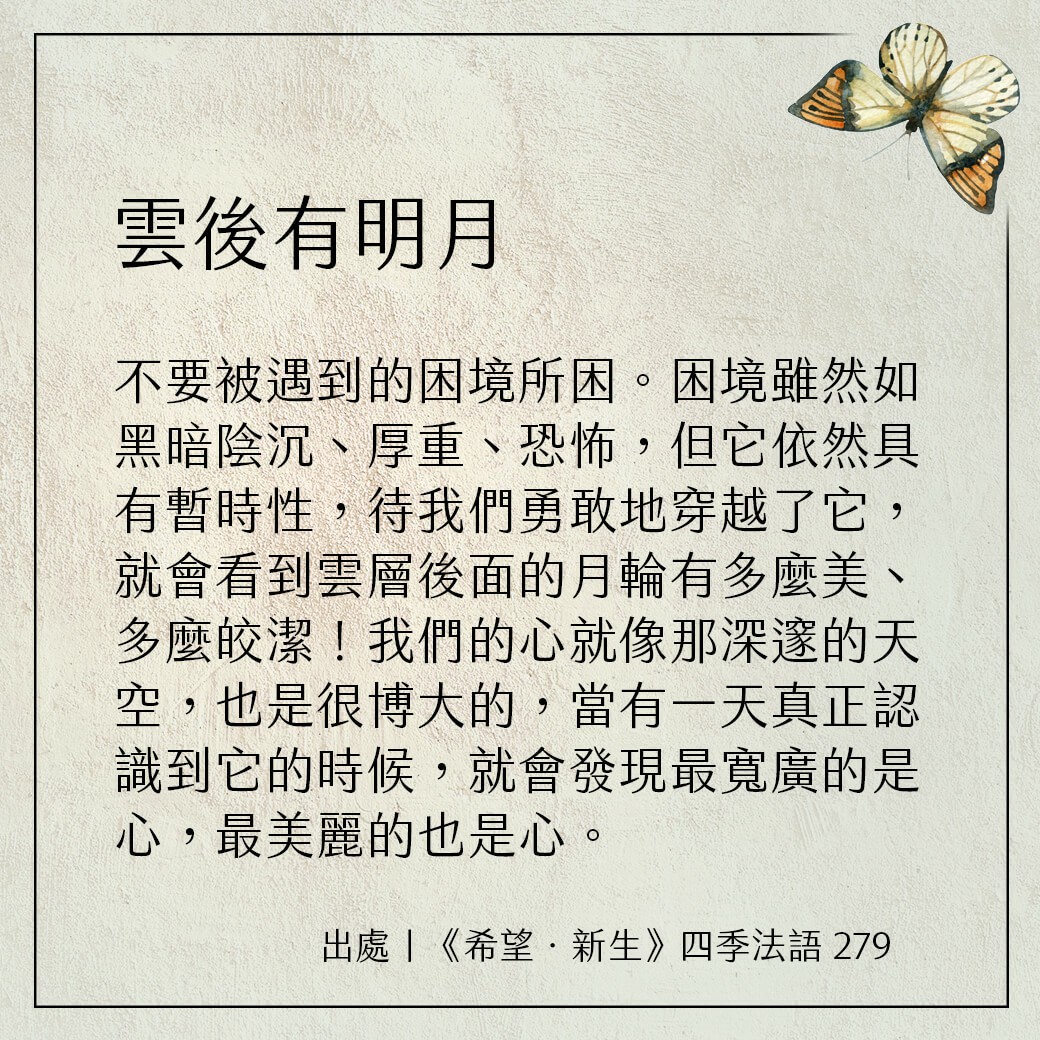 雲後有明月
不要被遇到的困境所困。困境雖然如
黑暗陰沉、厚重、恐怖，但它依然具
有暫時性，待我們勇敢地穿越了它，
就會看到雲層後面的月輪有多麼美、
多麼皎潔！我們的心就像那深邃的天
空，也是很博大的，當有一天真正認
識到它的時候，就會發現最寬廣的是
心，最美麗的也是心。
出處|《希望．新生》四季法語 279